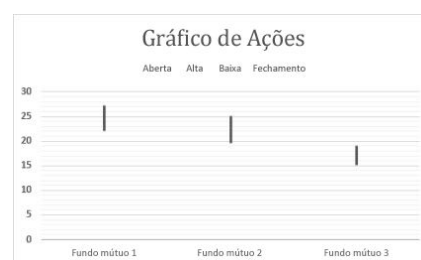 Gráfico de Ações
Aberta Alta Baixa Fechamento
30
25
20
15
10
5
0
Fundo mútuo 1 Fundo mútuo 2 Fundo mútuo 3